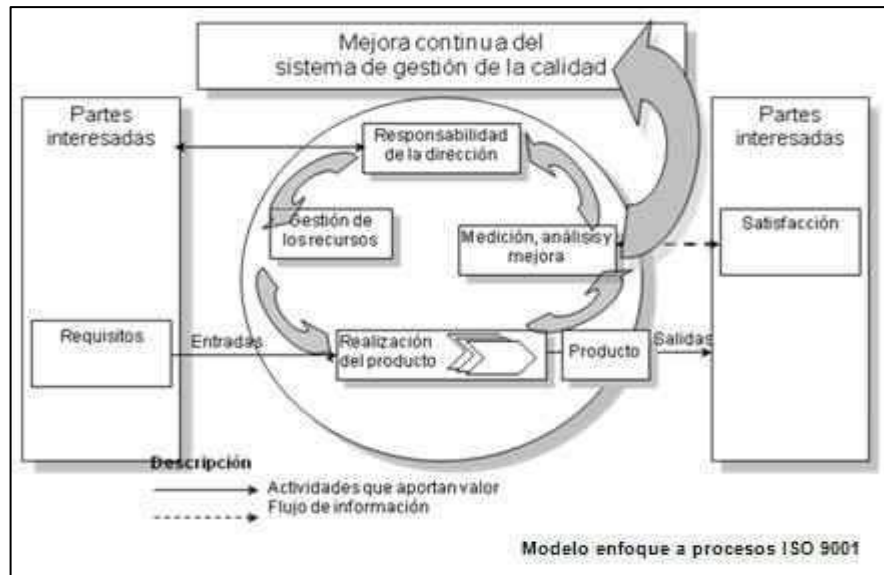 Mejora continua del
sistema de gestión de la calidad
Partes
interesadas
Responsabilidad
de la dirección
Partes
interesadas
Gestión de
los recursos
Medición, análisis y
mejora
Satisfacción
Requisitos
Entradas
Realización
del producto
Producto
Salidas
Descripción
Actividades que aportan valor
Flujo de información
Modelo enfoque a procesos ISO 9001